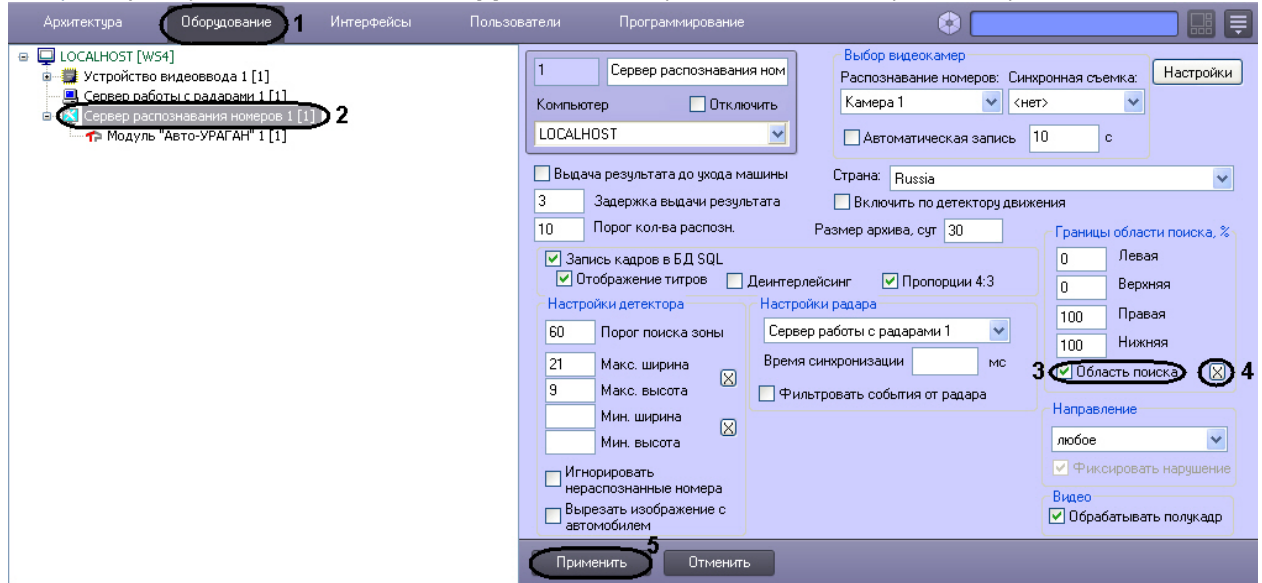 Архитектура Оборудование 1 Интерфейсы Пользователи Программирование
LOCALHOST [WS4]
Устройство видеоввода 1 [1]
Сервер работы с радарами 1 [1]
Сервер распознавания номеров 1 [1] 2
Модуль "Авто-УРАГАН" 1 [1]
1 Сервер распознавания ном
Компьютер Отключить
LOCALHOST
Выбор видеокамер
Распознавание номеров: Синхронная съемка: Настройки
Камера 1 <нет>
Автоматическая запись 10 с
Выдача результата до ухода машины
Страна: Russia
3 Задержка выдачи результата
Включить по детектору движения
10 Порог кол-ва распозн.
Размер архива, сут 30
Запись кадров в БД SQL
Отображение титров Деинтерлейсинг Пропорции 4:3
Границы области поиска, %
0 Левая
0 Верхняя
100 Правая
100 Нижняя
3 Область поиска 4
Настройки детектора
60 Порог поиска зоны
21 Макс. ширина
9 Макс. высота
Мин. ширина
Мин. высота
Игнорировать
нераспознанные номера
Вырезать изображение с
автомобилем
Настройки радара
Сервер работы с радарами 1
Время синхронизации мс
Фильтровать события от радара
Направление
любое
Фиксировать нарушение
Видео
Обрабатывать полукадр
Применить 5 Отменить